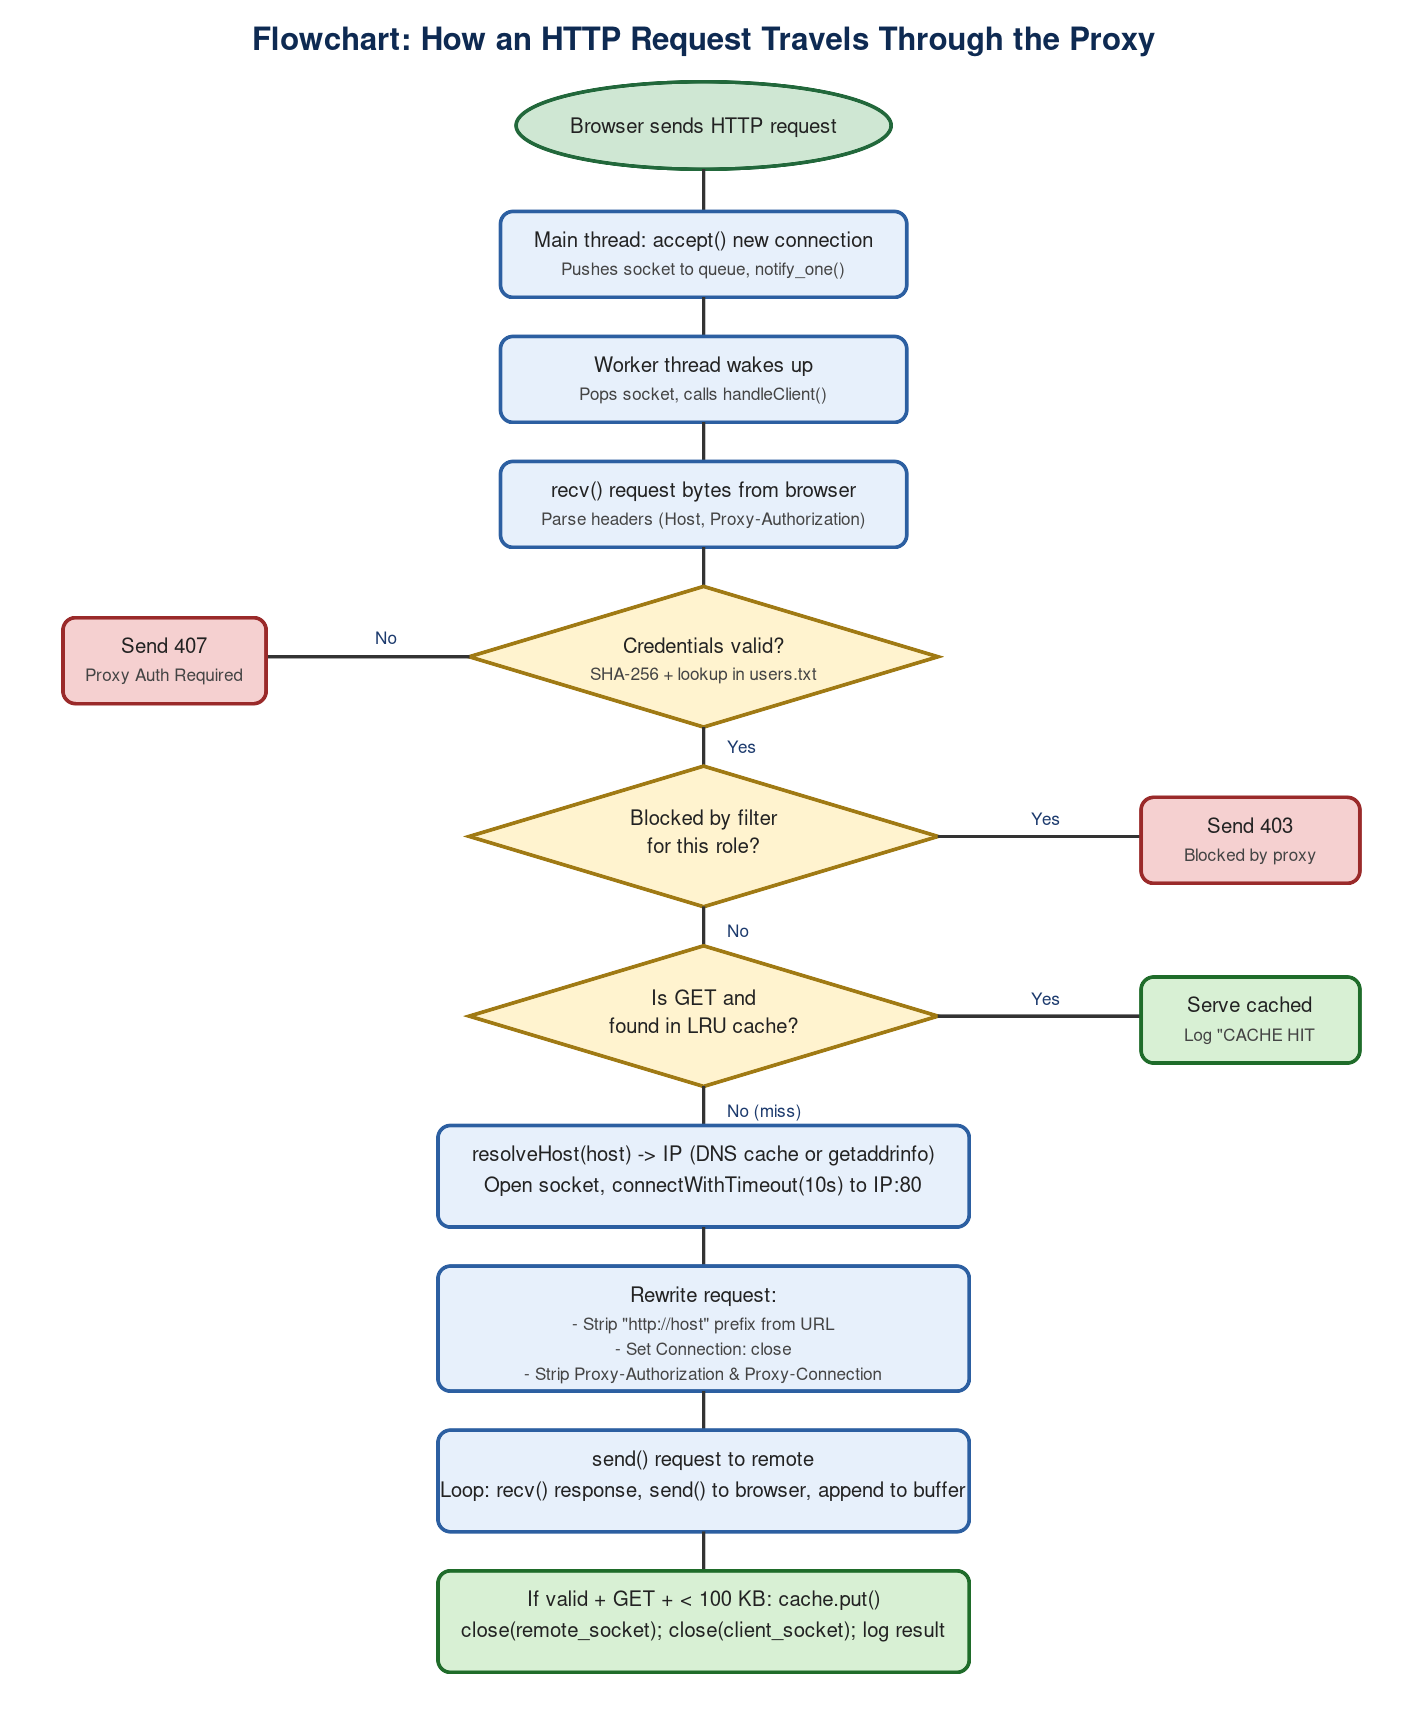 Flowchart: How an HTTP Request Travels Through the Proxy
Browser sends HTTP request
Main thread: accept() new connection
Pushes socket to queue, notify_one()
Worker thread wakes up
Pops socket, calls handleClient()
recv() request bytes from browser
Parse headers (Host, Proxy-Authorization)
Send 407
Proxy Auth Required
No
Credentials valid?
SHA-256 + lookup in users.txt
Yes
Blocked by filter
for this role?
Yes
Send 403
Blocked by proxy
No
Is GET and
found in LRU cache?
Yes
Serve cached
Log "CACHE HIT
No (miss)
resolveHost(host) -> IP (DNS cache or getaddrinfo)
Open socket, connectWithTimeout(10s) to IP:80
Rewrite request:
- Strip "http://host" prefix from URL
- Set Connection: close
- Strip Proxy-Authorization & Proxy-Connection
send() request to remote
Loop: recv() response, send() to browser, append to buffer
If valid + GET + < 100 KB: cache.put()
close(remote_socket); close(client_socket); log result